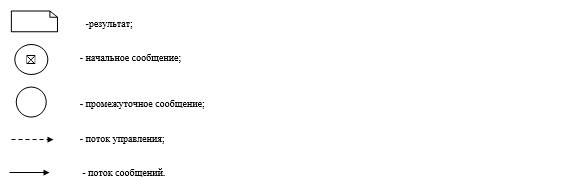 -результат;
- начальное сообщение;
- промежуточное сообщение;
- поток управления;
- поток сообщений.